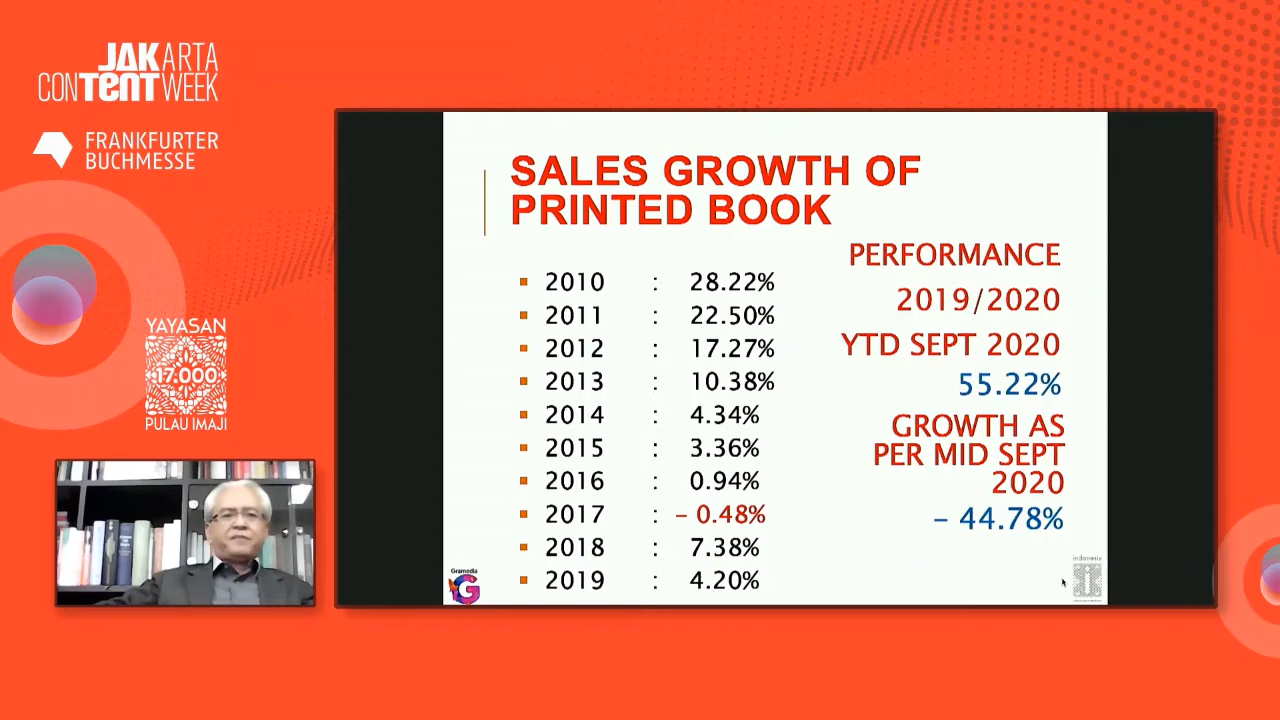 JAKARTA
CONTENT WEEK
FRANKFURTER
BUCHMESSE
YAYASAN
17.000
PULAU IMAJI
SALES GROWTH OF
PRINTED BOOK
2010 : 28.22%
2011 : 22.50%
2012 : 17.27%
2013 : 10.38%
2014 : 4.34%
2015 : 3.36%
2016 : 0.94%
2017 : – 0.48%
2018 : 7.38%
2019 : 4.20%
PERFORMANCE
2019/2020
YTD SEPT 2020
55.22%
GROWTH AS
PER MID SEPT
2020
– 44.78%
Gramedia
G
indonesia
i